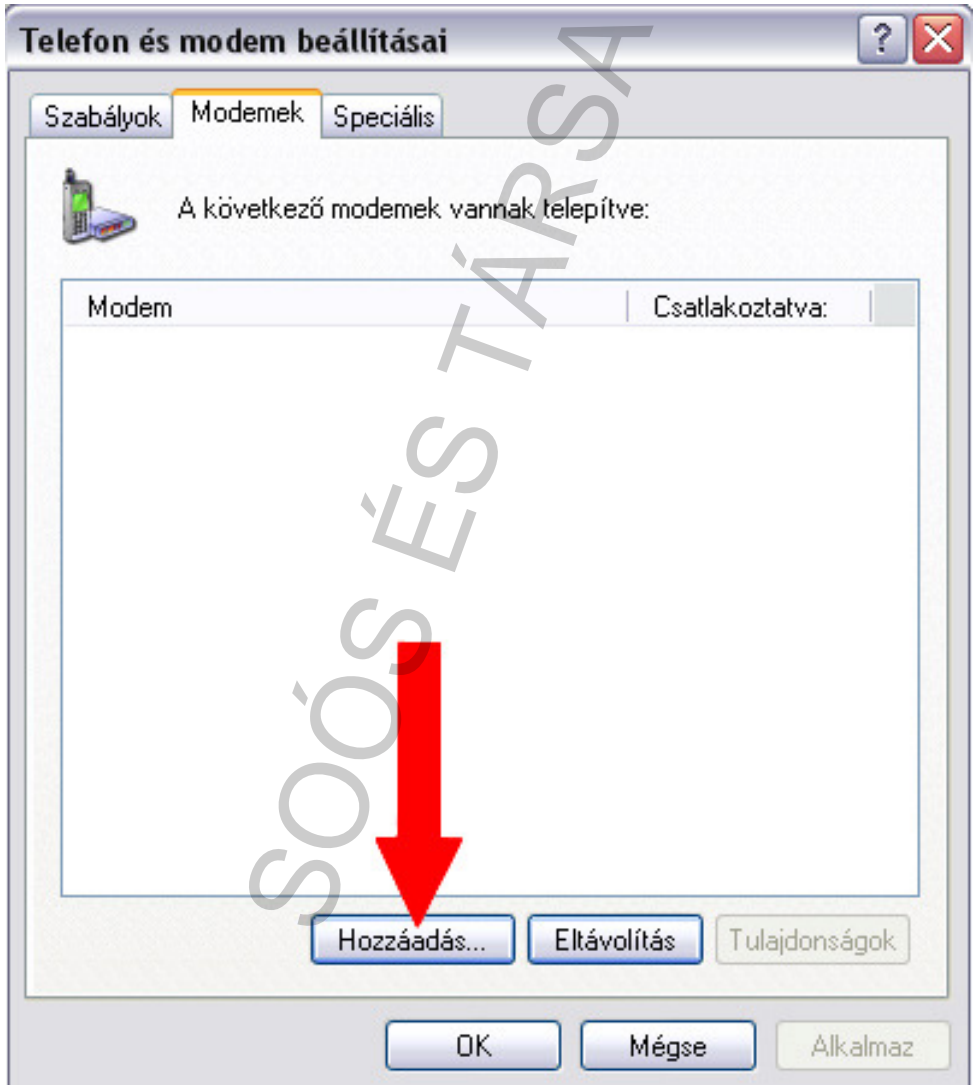 Telefon és modem beállításai
Szabályok Modemek Speciális
A következő modemek vannak telepítve:
Modem Csatlakoztatva:
Hozzáadás... Eltávolítás Tulajdonságok
OK Mégse Alkalmaz
SOÓS ÉS TÁRSA